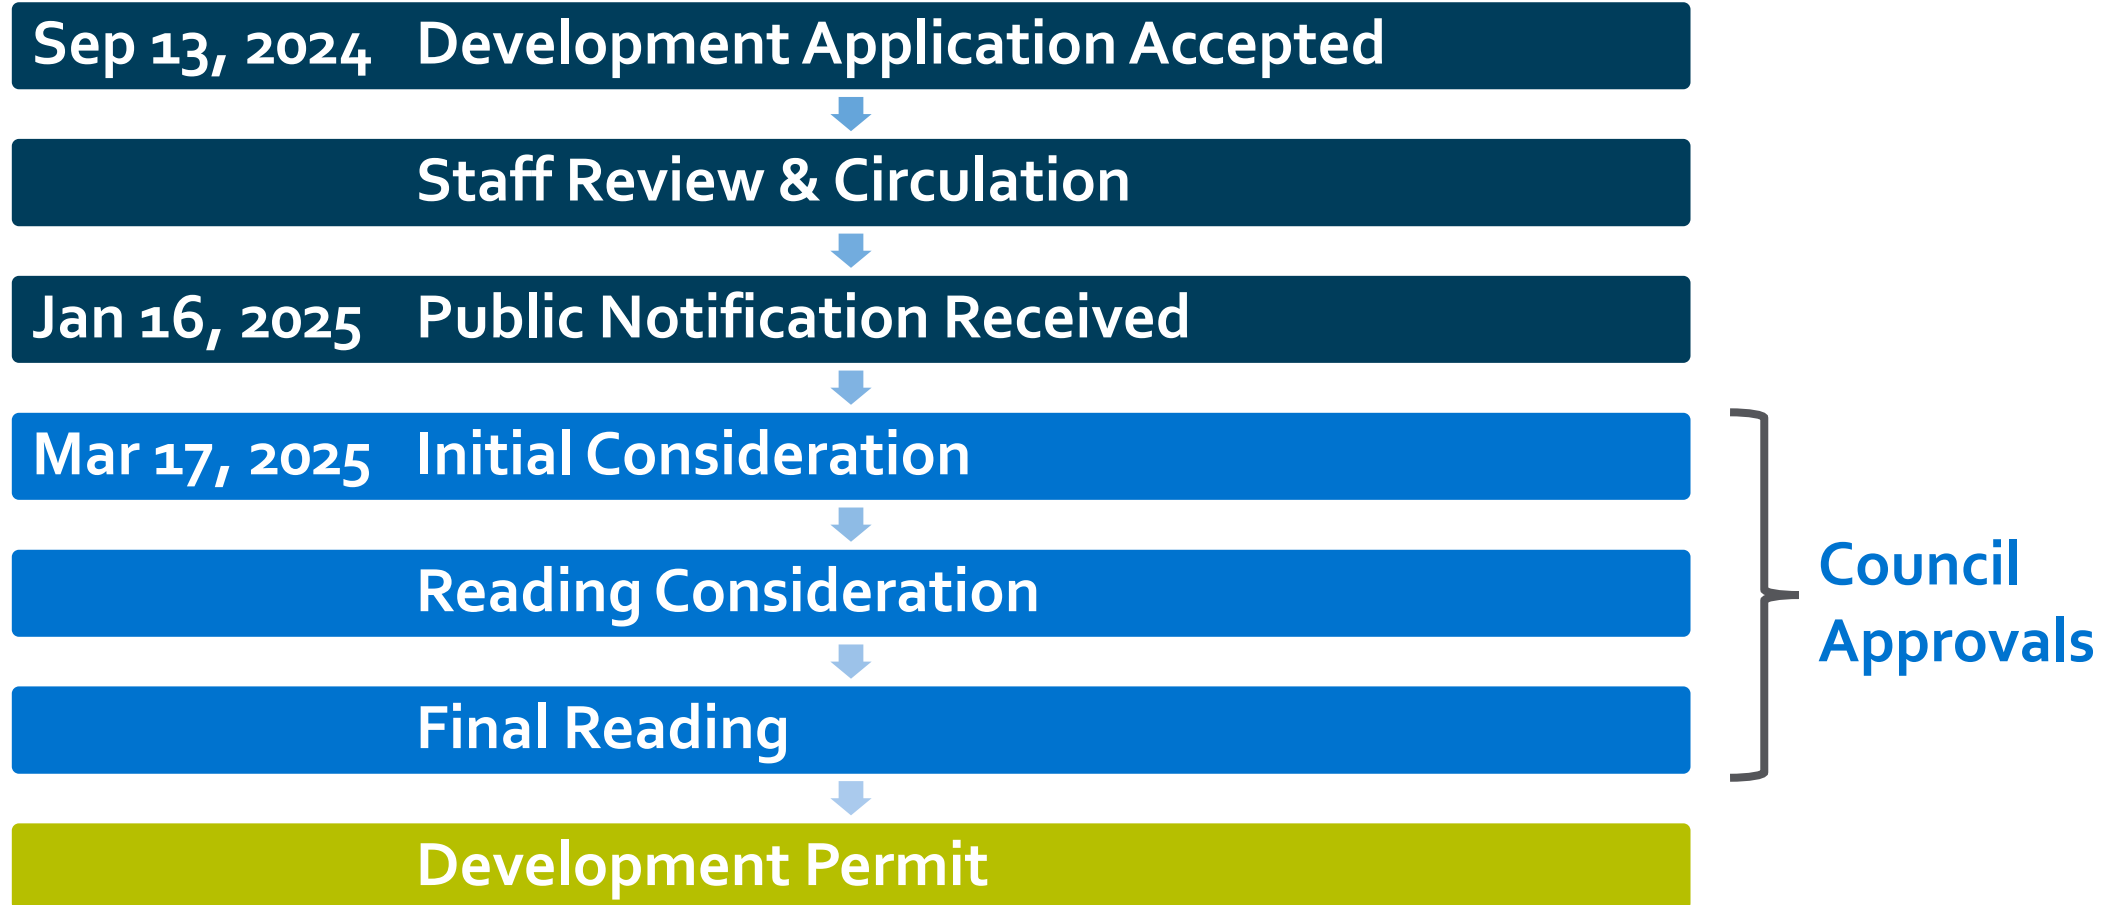 Sep 13, 2024 Development Application Accepted
Staff Review & Circulation
Jan 16, 2025 Public Notification Received
Mar 17, 2025 Initial Consideration
Reading Consideration
Final Reading
Development Permit
Council
Approvals